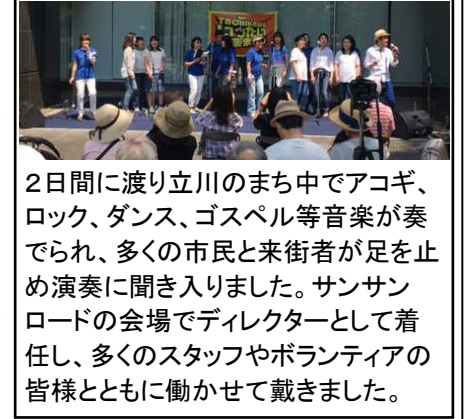 TACHIKAWA
２日間に渡り立川のまち中でアコギ、
ロック、ダンス、ゴスペル等音楽が奏
でられ、多くの市民と来街者が足を止
め演奏に聞き入りました。サンサン
ロードの会場でディレクターとして着
任し、多くのスタッフやボランティアの
皆様とともに働かせて戴きました。